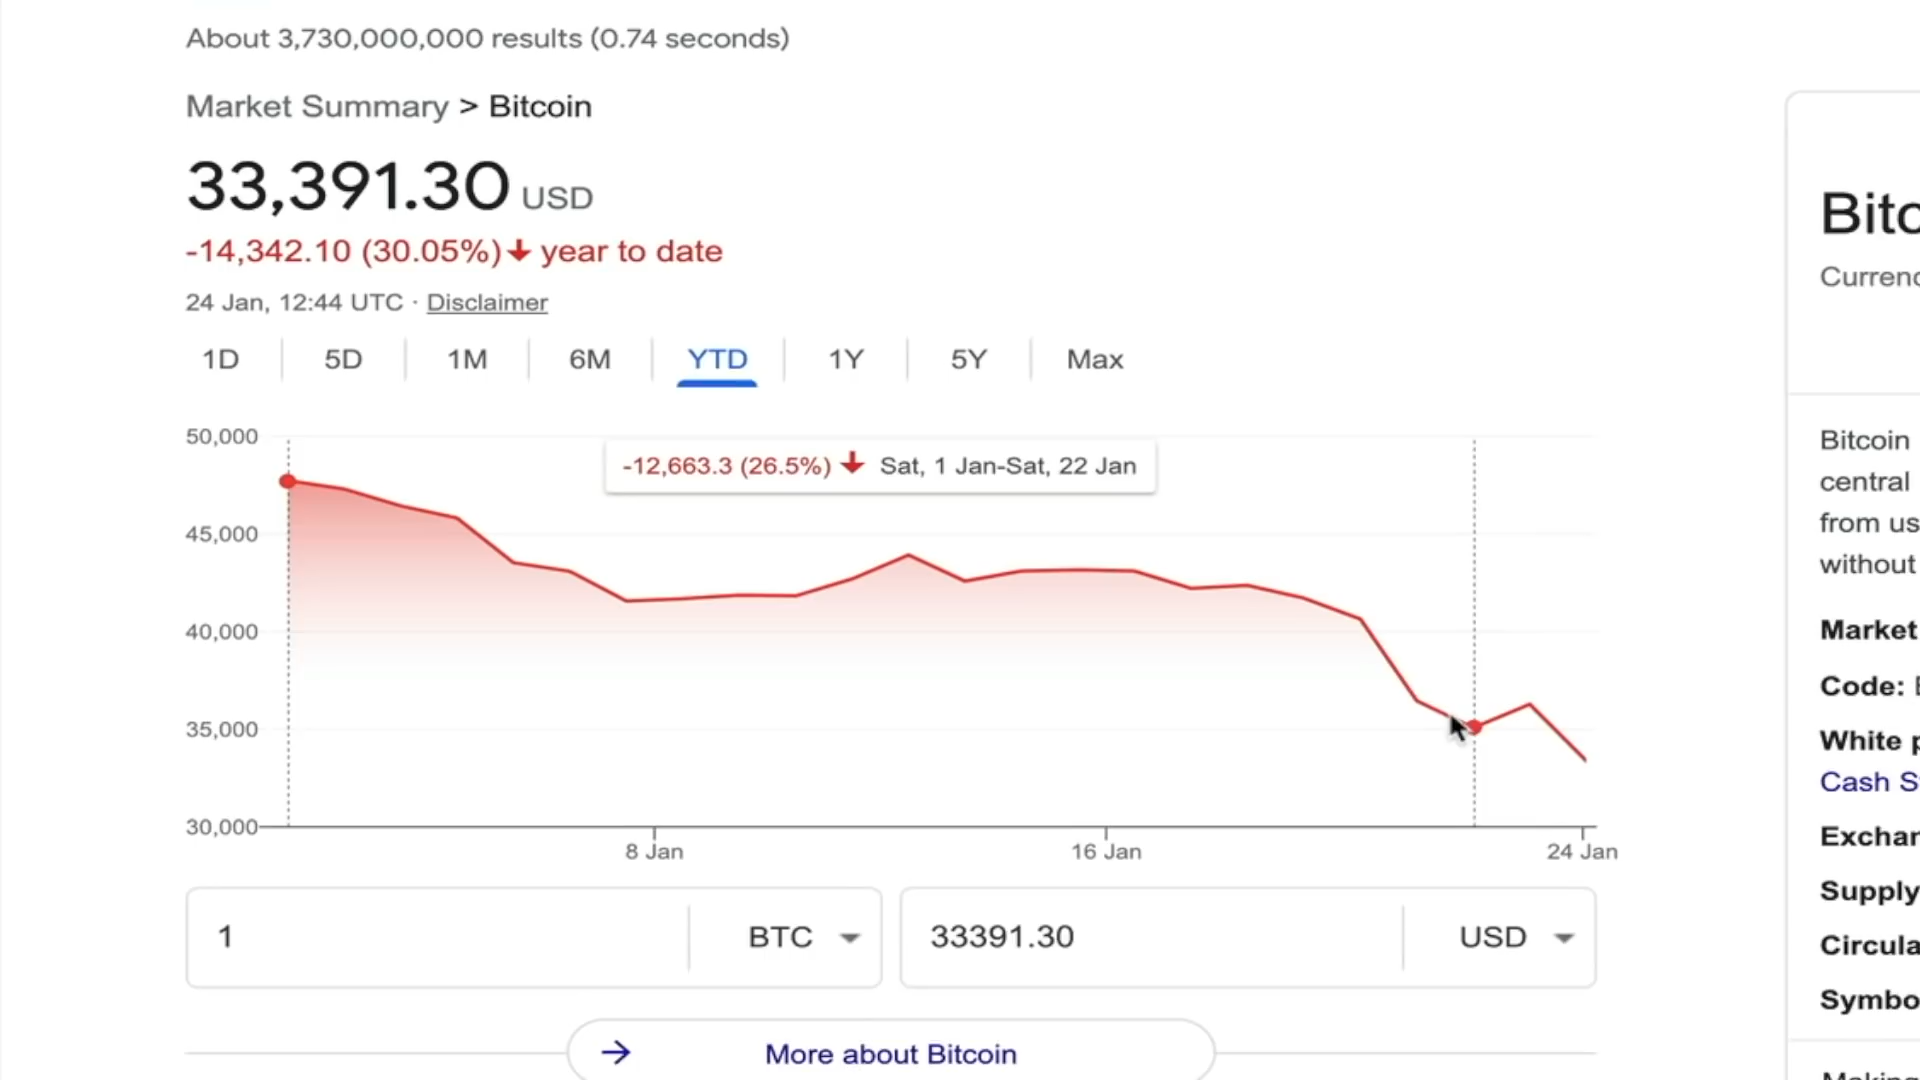 About 3,730,000,000 results (0.74 seconds)
Market Summary > Bitcoin
33,391.30 USD
-14,342.10 (30.05%) ↓ year to date
24 Jan, 12:44 UTC · Disclaimer
1D 5D 1M 6M YTD 1Y 5Y Max
-12,663.3 (26.5%) ↓ Sat, 1 Jan-Sat, 22 Jan
50,000
45,000
40,000
35,000
30,000
8 Jan 16 Jan 24 Jan
1 BTC 33391.30 USD
→ More about Bitcoin
Bitc
Currenc
Bitcoin
central
from us
without
Market
Code:
White p
Cash S
Exchan
Supply
Circula
Symbo